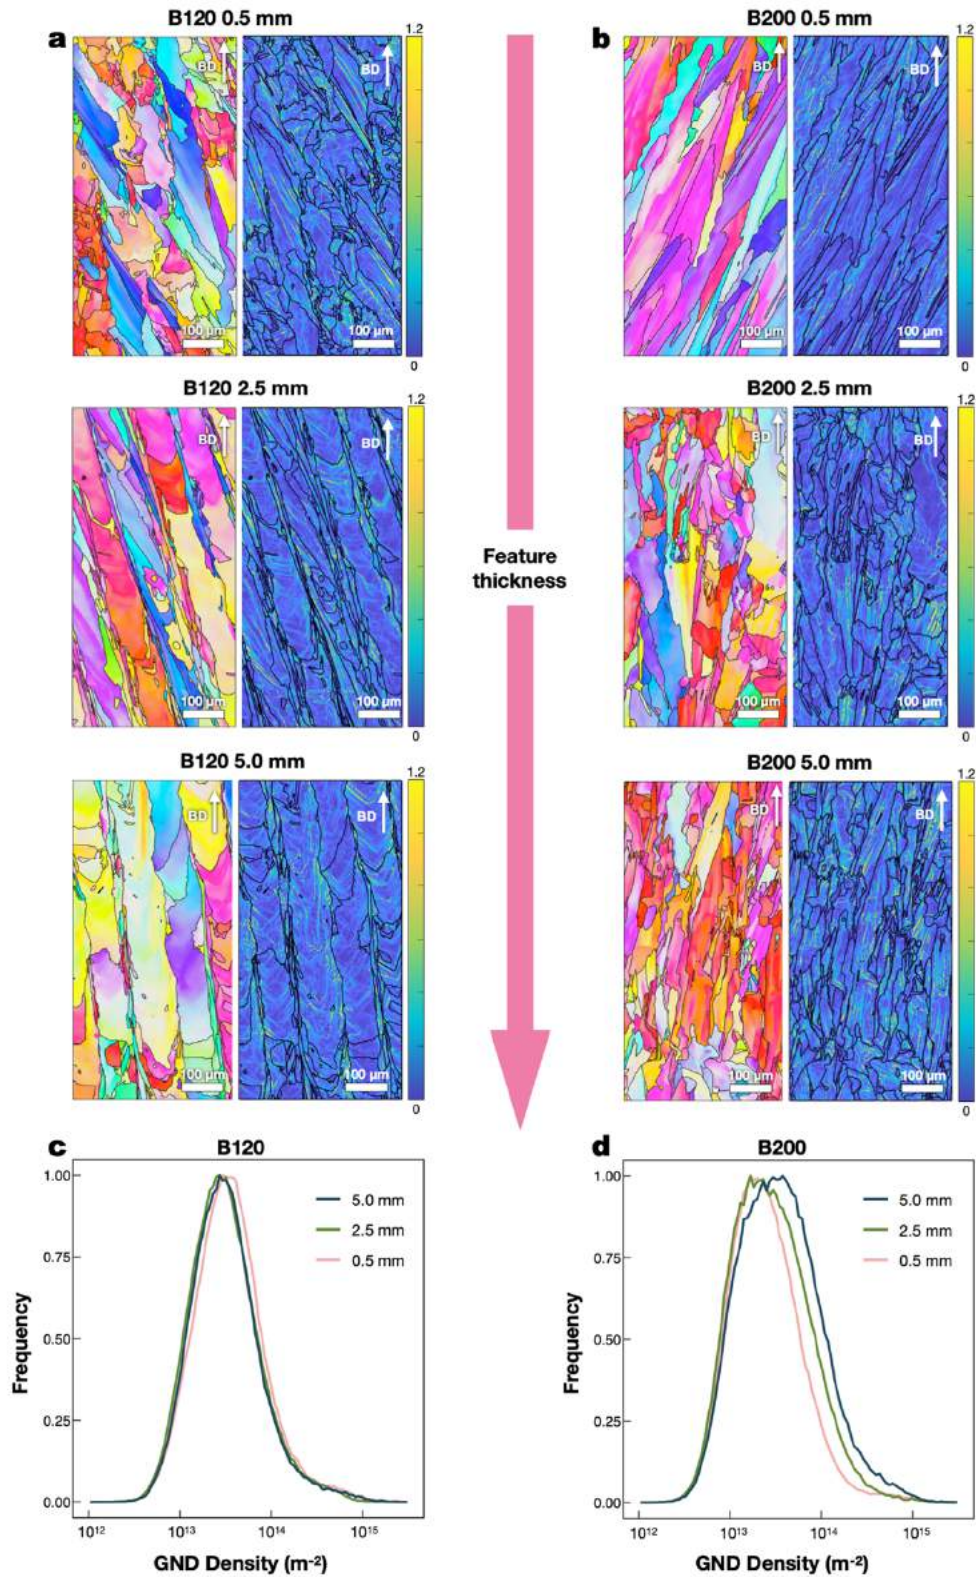 B120 0.5 mm
B200 0.5 mm
a
b
BD
BD
1.2
BD
BD
1.2
100 µm
100 µm
0
100 µm
100 µm
0
B120 2.5 mm
B200 2.5 mm
BD
BD
1.2
BD
BD
1.2
Feature
thickness
100 µm
100 µm
0
100 µm
100 µm
0
B120 5.0 mm
B200 5.0 mm
BD
BD
1.2
BD
BD
1.2
100 µm
100 µm
0
100 µm
100 µm
0
c
B120
1.00
0.75
0.50
0.25
0.00
Frequency
5.0 mm
2.5 mm
0.5 mm
10¹² 10¹³ 10¹⁴ 10¹⁵
GND Density (m⁻²)
d
B200
1.00
0.75
0.50
0.25
0.00
Frequency
5.0 mm
2.5 mm
0.5 mm
10¹² 10¹³ 10¹⁴ 10¹⁵
GND Density (m⁻²)